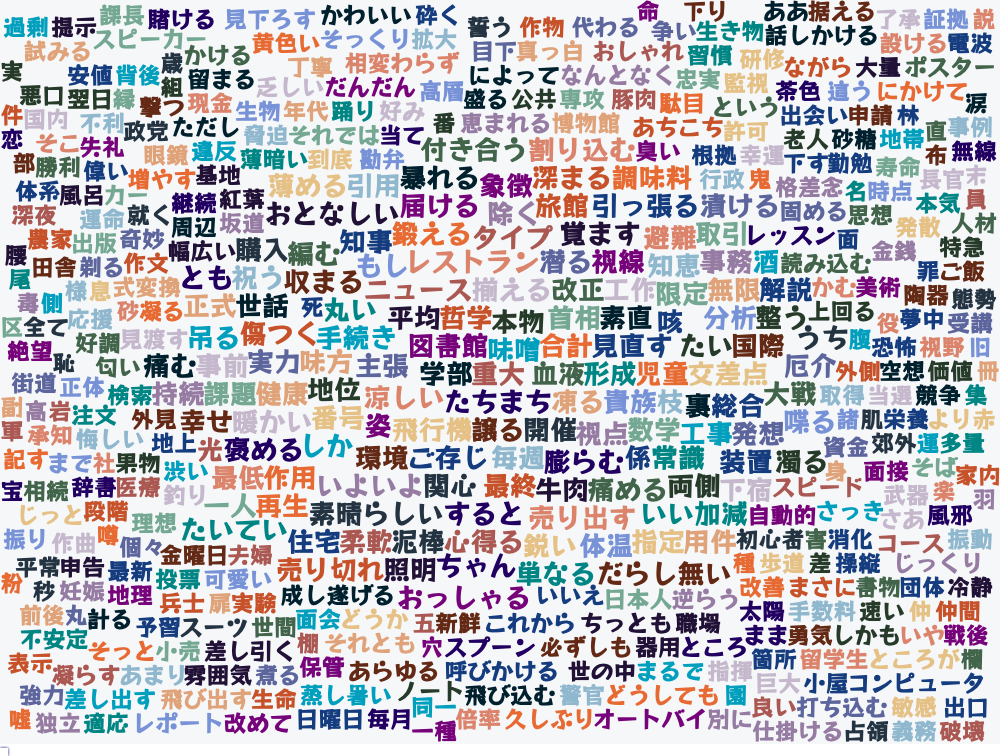 過剰 提示 課長 賭ける 見下ろす かわいい 砕く 誓う 作物 代わる 命 下り 争い 生き物 ああ 据える 了承 証拠 説
試みる スピーカー かける 黄色い そっくり 拡大 目下 真っ白 おしゃれ 習慣 研修 話しかける 設ける 電波
実 安値 背後 歳 組 留まる 丁寧 相変わらず によって なんとなく 忠実 監視 ながら 大量 ポスター
悪口 翌日 縁 撃つ 現金 乏しい だんだん 高層 盛る 公共 専攻 豚肉 駄目 という 茶色 違う にかけて 涙
件 国内 不利 政党 ただし 生物 年代 踊り 好み 番 恵まれる 博物館 あちこち 許可 出会い 申請 林 直 事例
恋 そこ 失礼 眼鏡 違反 脅迫 それでは 当て 付き合う 割り込む 臭い 根拠 幸運 老人 砂糖 地帯 布 無線
部 勝利 偉い 増やす 基地 薄暗い 到底 勘弁 暴れる 象徴 深まる 調味料 行政 鬼 下す 勤勉 寿命 長官 末
体系 風呂 カー 継続 紅葉 薄める 引用 届ける 除く 旅館 引っ張る 漬ける 固める 格差 念 思想 名 時点 本気 員
深夜 運命 就く 周辺 坂道 おとなしい 鍛える タイプ 覚ます 避難 取引 レッスン 面 発散 人材
腰 農家 出版 奇妙 幅広い 購入 編む 知事 もし レストラン 潜る 視線 知恵 事務 酒 読み込む 金銭 特急
尾 田舎 剃る 作文 とも 祝う 収まる ニュース 揃える 改正 工作 限定 無限 解説 かむ 美術 罪 ご飯
毒 側 様 息 式 変換 砂 凝る 正式 世話 死 丸い 平均 哲学 本物 首相 素直 咳 分析 整う 上回る 陶器 態勢
区 全て 応援 好調 見渡す 吊る 傷つく 手続き 図書館 味噌 合計 見直す たい 国際 うち 腹 役 夢中 受講
絶望 恥 匂い 痛む 事前 実力 味方 主張 学部 重大 血液 形成 児童 交差点 厄介 外側 空想 価値 恐怖 視野 旧 冊
街道 正体 検索 持続 課題 健康 地位 涼しい たちまち 凍る 貴族 枝 裏 総合 大戦 取得 当選 競争 集
副 高 岩 注文 外見 幸せ 暖かい 番号 姿 飛行機 譲る 開催 視点 数学 工事 発想 喋る 諸 肌 栄養 より 赤
軍 承知 悔しい 地上 光 褒める しか 環境 ご存じ 毎週 膨らむ 係 常識 装置 濁る 資金 郊外 運 多量
記す まで 社 果物 渋い 最低 作用 いよいよ 関心 最終 牛肉 痛める 両側 下宿 スピード 身 面接 そば 家内
宝 相続 辞書 医療 釣り 一人 再生 素晴らしい すると 売り出す いい加減 自動的 さっき 武器 楽 羽
じっと 段階 理想 たいてい 住宅 柔軟 泥棒 心得る 鋭い 体温 指定 用件 初心者 害 消化 さあ 風邪
振り 作曲 噂 個々 金曜日 夫婦 売り切れ 照明 ちゃん 単なる だらし無い 種 歩道 差 操縦 コース 振動 じっくり
粉 平常 申告 最新 投票 可愛い 成し遂げる おっしゃる いいえ 日本人 逆らう 改善 まさに 書物 団体 冷静
秒 妊娠 地理 兵士 扉 実験 面会 どうか 五 新鮮 これから ちっとも 職場 太陽 手数料 速い 仲 仲間
前後 丸 計る 予習 スーツ 世間 棚 それとも 穴 スプーン 必ずしも 器用 ところ まま 勇気 しかも いや 戦後
不安定 そっと 小売 差し引く 保管 あらゆる 呼びかける 世の中 まるで 指揮 箇所 留学生 ところが 欄
表示 凝らす あまり 雰囲気 煮る 蒸し暑い ノート 飛び込む 警官 どうしても 園 巨大 小屋 コンピュータ
強力 差し出す 飛び出す 生命 同一 倍率 久しぶり オートバイ 別に 良い 打ち込む 敏感 出口
嘘 独立 適応 レポート 改めて 日曜日 毎月 一種 仕掛ける 占領 義務 破壊